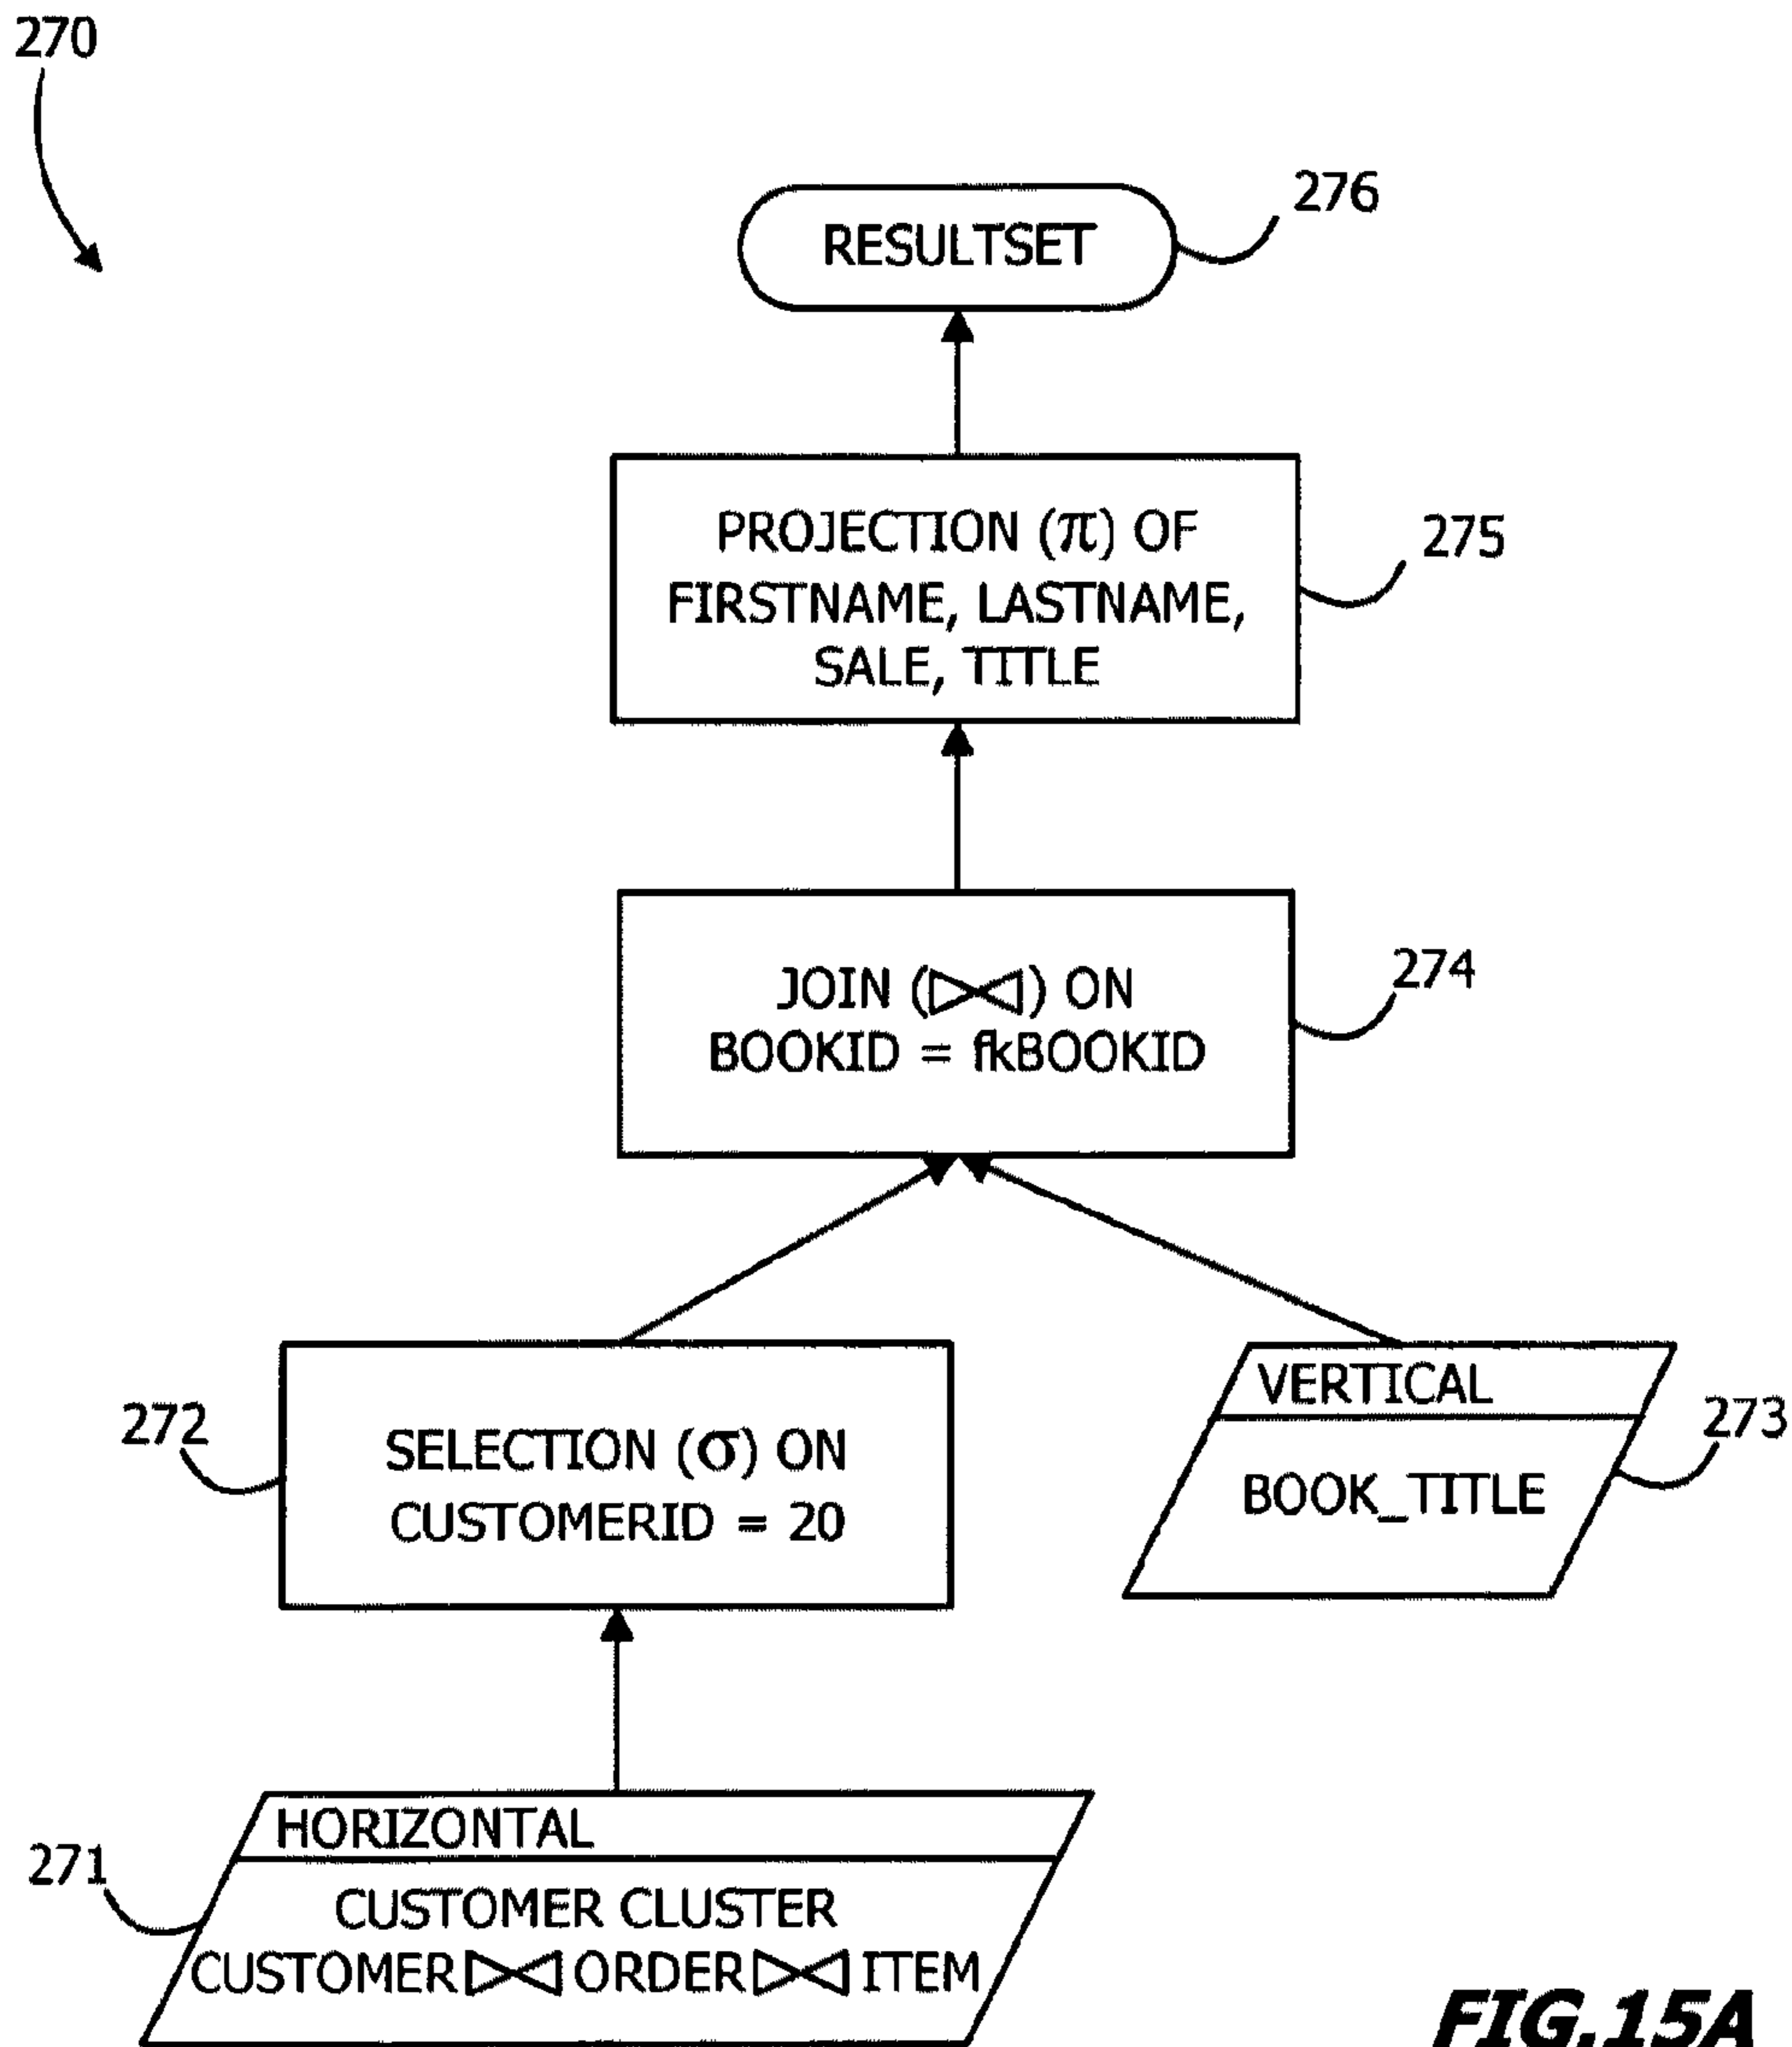 270
RESULTSET
276
PROJECTION (π) OF
FIRSTNAME, LASTNAME,
SALE, TITLE
275
JOIN (⋈) ON
BOOKID = fkBOOKID
274
272
SELECTION (σ) ON
CUSTOMERID = 20
VERTICAL
BOOK_TITLE
273
271
HORIZONTAL
CUSTOMER CLUSTER
CUSTOMER ⋈ ORDER ⋈ ITEM
FIG.15A